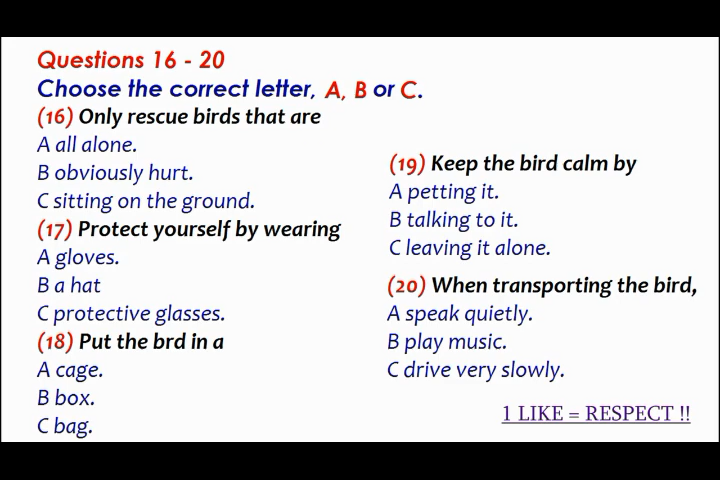 Questions 16 - 20
Choose the correct letter, A, B or C.
(16) Only rescue birds that are
A all alone.
B obviously hurt.
C sitting on the ground.
(17) Protect yourself by wearing
A gloves.
B a hat
C protective glasses.
(18) Put the brd in a
A cage.
B box.
C bag.
(19) Keep the bird calm by
A petting it.
B talking to it.
C leaving it alone.
(20) When transporting the bird,
A speak quietly.
B play music.
C drive very slowly.
1 LIKE = RESPECT !!